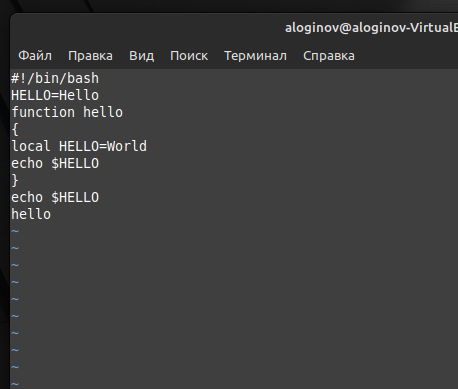 aloginov@aloginov-Virtual
Файл Правка Вид Поиск Терминал Справка
#!/bin/bash
HELLO=Hello
function hello
{
local HELLO=World
echo $HELLO
}
echo $HELLO
hello
~
~
~
~
~
~
~
~
~
~